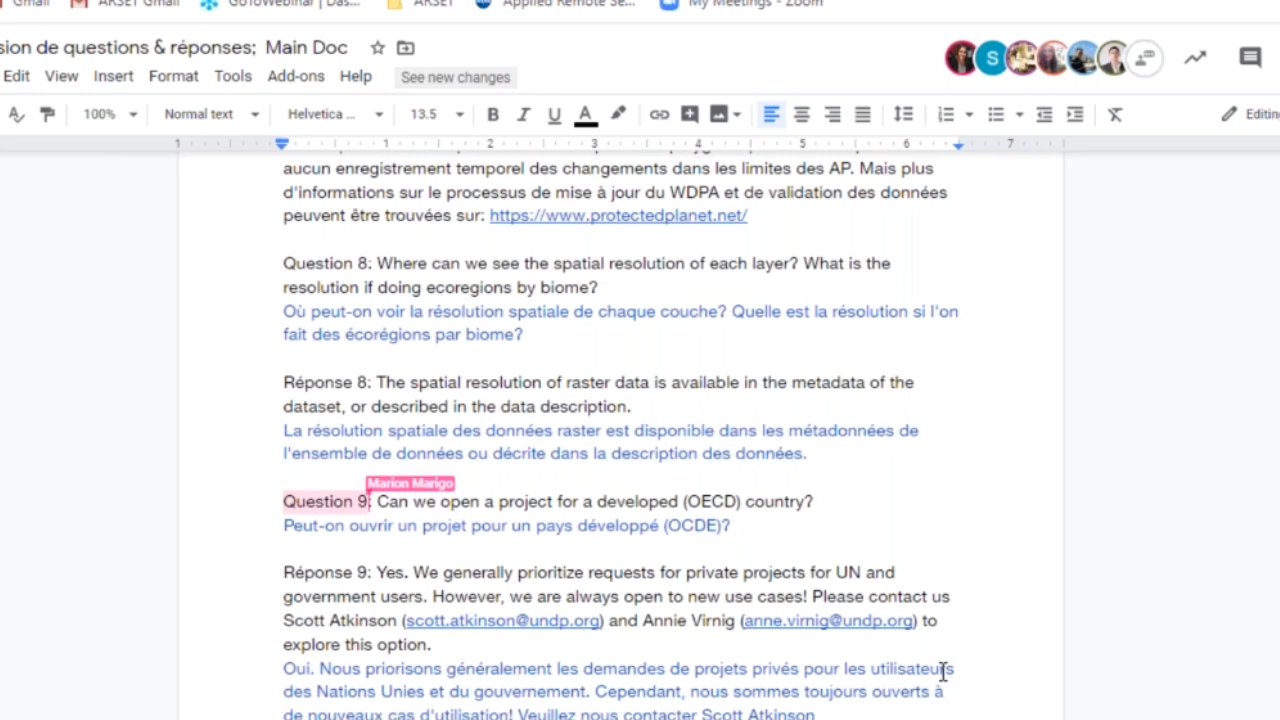 Gmail ARSET Gmail GoToWebinar | Das... ARSET Applied Remote Se... My Meetings - Zoom
sion de questions & réponses; Main Doc
Edit View Insert Format Tools Add-ons Help See new changes
100% Normal text Helvetica ... 13.5 B I U A Editing
1 1 2 3 4 5 6 7
aucun enregistrement temporel des changements dans les limites des AP. Mais plus
d'informations sur le processus de mise à jour du WDPA et de validation des données
peuvent être trouvées sur: https://www.protectedplanet.net/
Question 8: Where can we see the spatial resolution of each layer? What is the
resolution if doing ecoregions by biome?
Où peut-on voir la résolution spatiale de chaque couche? Quelle est la résolution si l'on
fait des écorégions par biome?
Réponse 8: The spatial resolution of raster data is available in the metadata of the
dataset, or described in the data description.
La résolution spatiale des données raster est disponible dans les métadonnées de
l'ensemble de données ou décrite dans la description des données.
Marion Marigo
Question 9: Can we open a project for a developed (OECD) country?
Peut-on ouvrir un projet pour un pays développé (OCDE)?
Réponse 9: Yes. We generally prioritize requests for private projects for UN and
government users. However, we are always open to new use cases! Please contact us
Scott Atkinson (scott.atkinson@undp.org) and Annie Virnig (anne.virnig@undp.org) to
explore this option.
Oui. Nous priorisons généralement les demandes de projets privés pour les utilisateurs
des Nations Unies et du gouvernement. Cependant, nous sommes toujours ouverts à
de nouveaux cas d'utilisation! Veuillez nous contacter Scott Atkinson